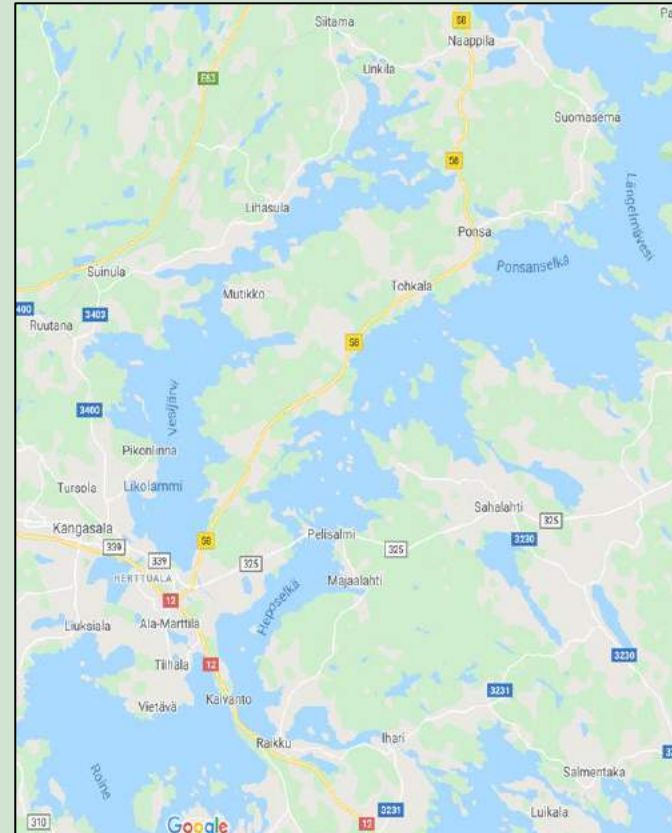 Siitama
58
Naappila
Unkila
E63
Suomasema
58
Längelmävesi
Lihasula
Ponsa
Ponsanselkä
Suinula
Mutikko
Tohkala
400
3403
Ruutana
58
Vesijärvi
3400
Pikonlinna
Tursola
Likolammi
Sahalahti
Kangasala
325
339
58
Pelisalmi
3230
339
325
325
HERTTUALA
Majaalahti
12
Heposelkä
Liuksiala
Ala-Marttila
Tiihala
12
3230
Kaivanto
3231
Vietävä
Raikku
Ihari
Roine
Salmentaka
310
Google
12
3231
Luikala